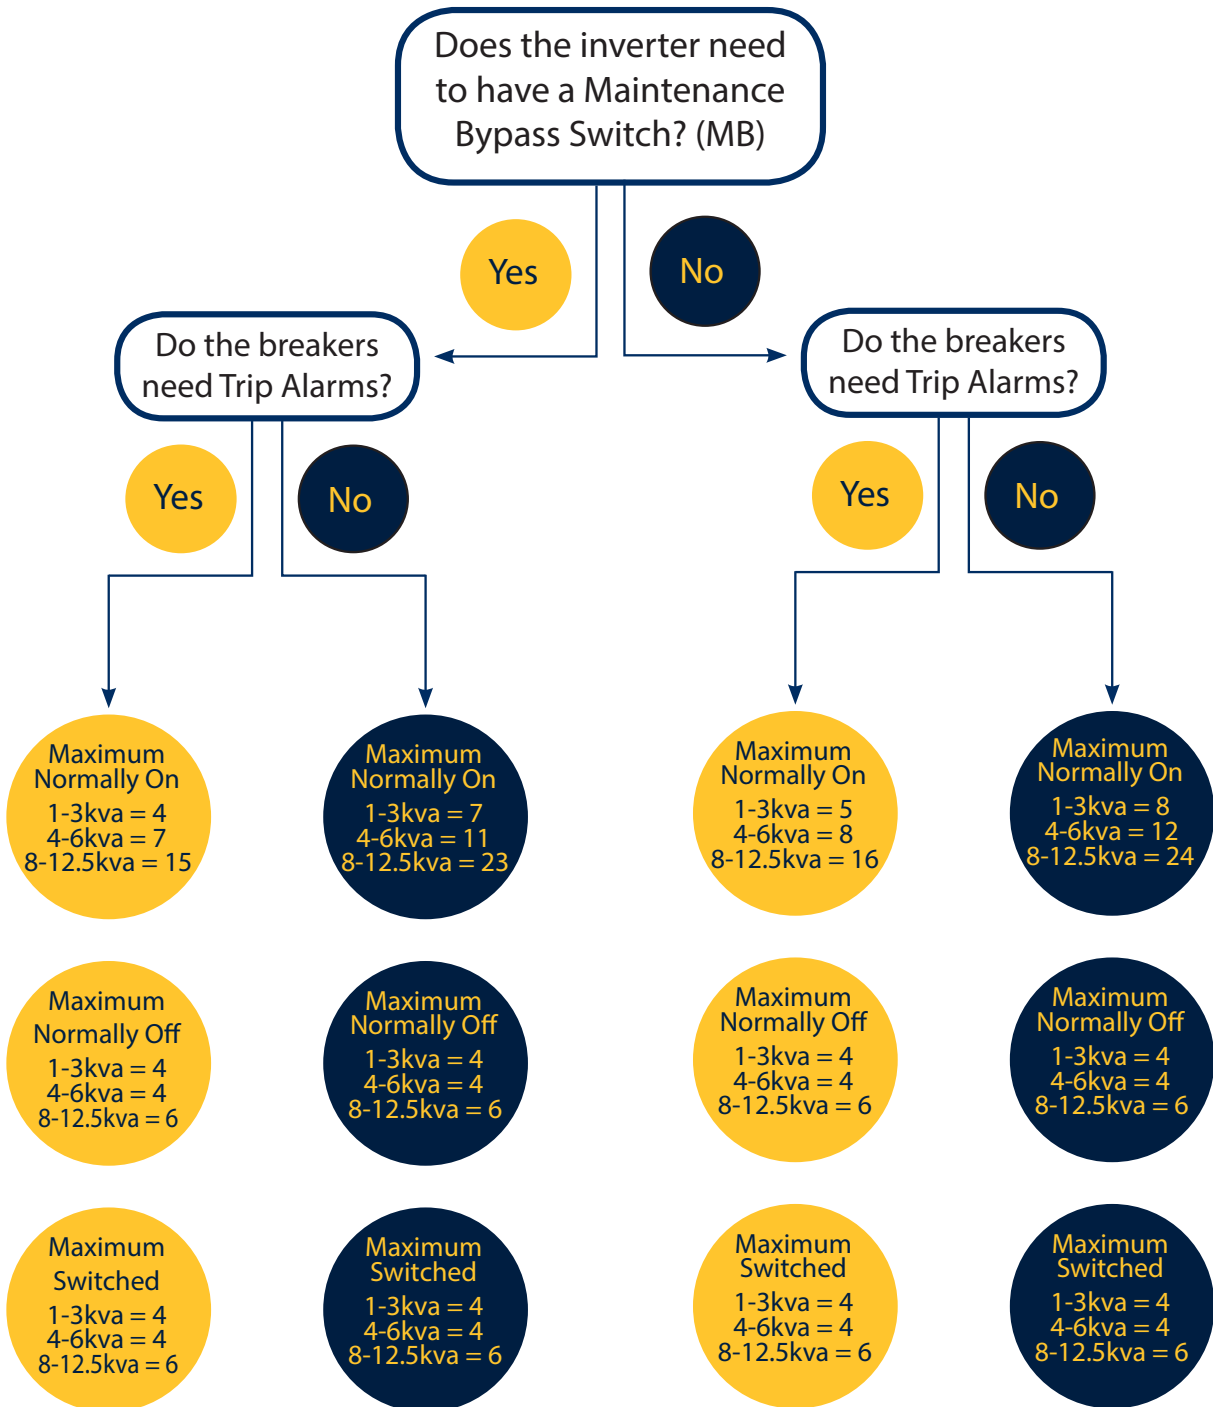 Does the inverter need
to have a Maintenance
Bypass Switch? (MB)
Yes
No
Do the breakers
need Trip Alarms?
Do the breakers
need Trip Alarms?
Yes
No
Yes
No
Maximum
Normally On
1-3kva = 4
4-6kva = 7
8-12.5kva = 15
Maximum
Normally On
1-3kva = 7
4-6kva = 11
8-12.5kva = 23
Maximum
Normally On
1-3kva = 5
4-6kva = 8
8-12.5kva = 16
Maximum
Normally On
1-3kva = 8
4-6kva = 12
8-12.5kva = 24
Maximum
Normally Off
1-3kva = 4
4-6kva = 4
8-12.5kva = 6
Maximum
Normally Off
1-3kva = 4
4-6kva = 4
8-12.5kva = 6
Maximum
Normally Off
1-3kva = 4
4-6kva = 4
8-12.5kva = 6
Maximum
Normally Off
1-3kva = 4
4-6kva = 4
8-12.5kva = 6
Maximum
Switched
1-3kva = 4
4-6kva = 4
8-12.5kva = 6
Maximum
Switched
1-3kva = 4
4-6kva = 4
8-12.5kva = 6
Maximum
Switched
1-3kva = 4
4-6kva = 4
8-12.5kva = 6
Maximum
Switched
1-3kva = 4
4-6kva = 4
8-12.5kva = 6